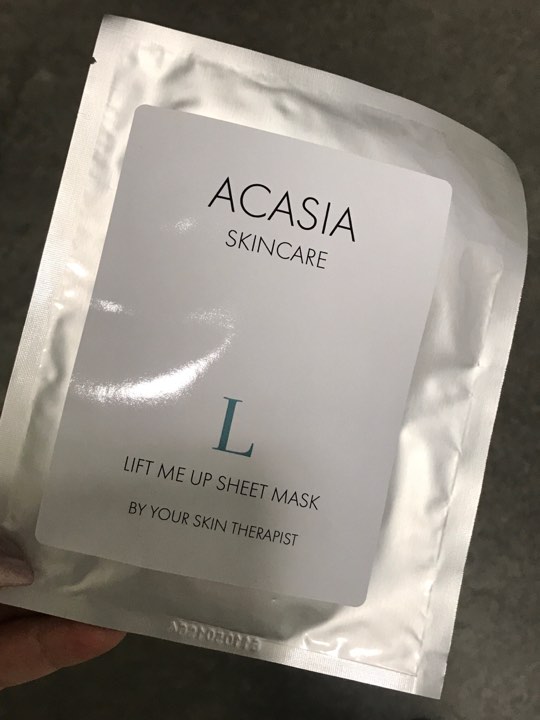 ACASIA
SKINCARE
L
LIFT ME UP SHEET MASK
BY YOUR SKIN THERAPIST